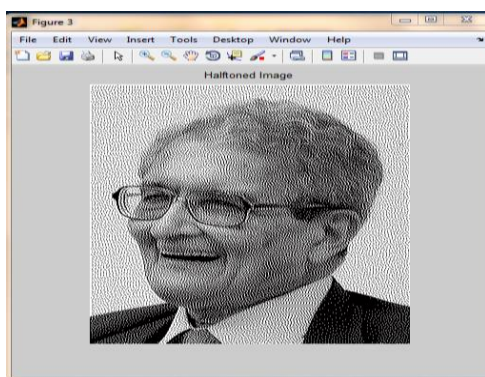 Figure 3
File Edit View Insert Tools Desktop Window Help
Halftoned Image